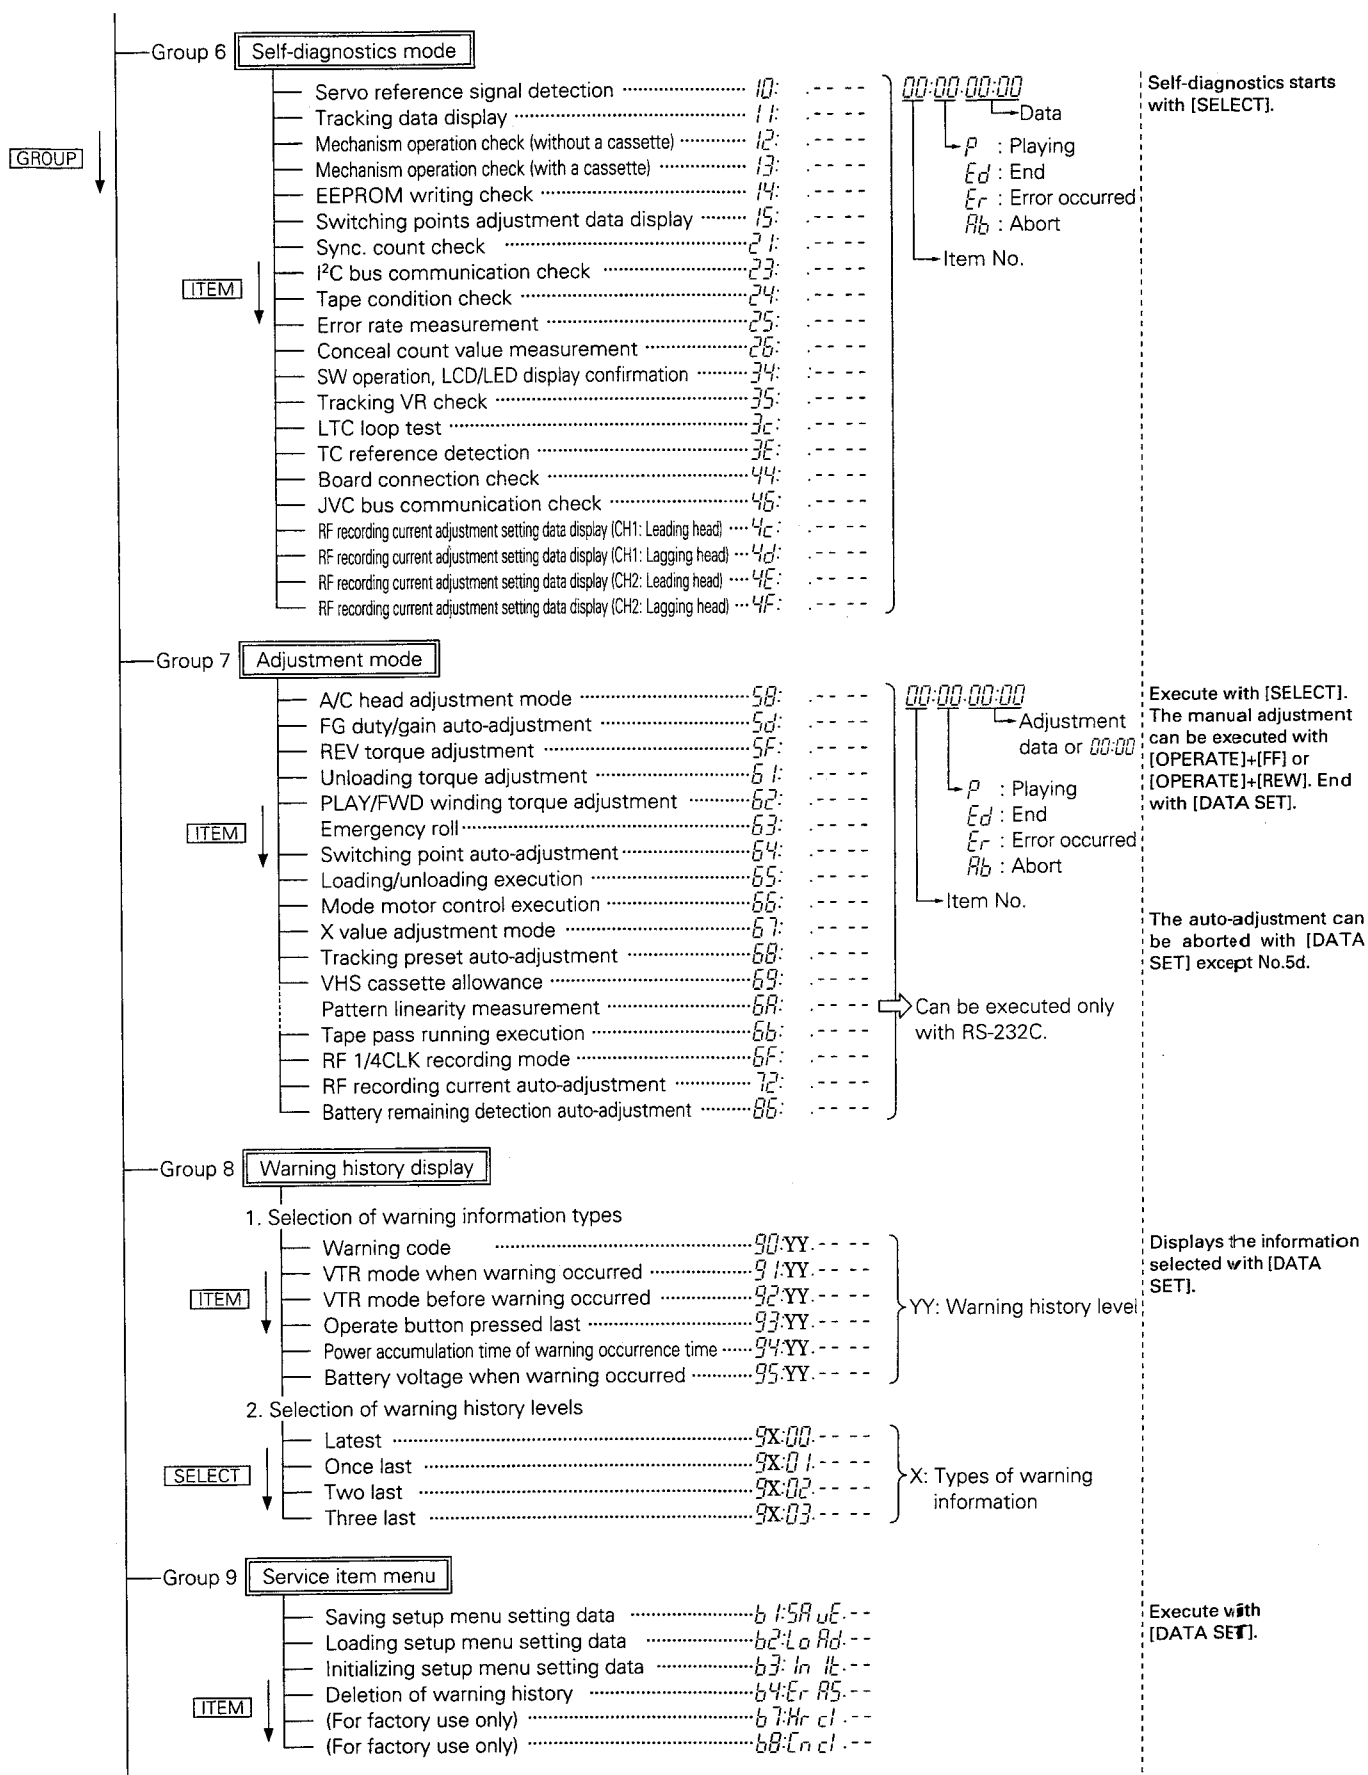 Group 6 Self-diagnostics mode
Servo reference signal detection 10: .-- --
Tracking data display 11: .-- --
Mechanism operation check (without a cassette) 12: .-- --
Mechanism operation check (with a cassette) 13: .-- --
EEPROM writing check 14: .-- --
Switching points adjustment data display 15: .-- --
Sync. count check 21: .-- --
I²C bus communication check 23: .-- --
Tape condition check 24: .-- --
Error rate measurement 25: .-- --
Conceal count value measurement 26: .-- --
SW operation, LCD/LED display confirmation 34: :-- --
Tracking VR check 35: .-- --
LTC loop test 3c: .-- --
TC reference detection 3E: .-- --
Board connection check 44: .-- --
JVC bus communication check 46: .-- --
RF recording current adjustment setting data display (CH1: Leading head) 4c: .-- --
RF recording current adjustment setting data display (CH1: Lagging head) 4d: .-- --
RF recording current adjustment setting data display (CH2: Leading head) 4E: .-- --
RF recording current adjustment setting data display (CH2: Lagging head) 4F: .-- --
GROUP
ITEM
00:00.00:00
Data
P : Playing
Ed : End
Er : Error occurred
Ab : Abort
Item No.
Self-diagnostics starts
with [SELECT].
Group 7 Adjustment mode
A/C head adjustment mode 58: .-- --
FG duty/gain auto-adjustment 5d: .-- --
REV torque adjustment 5F: .-- --
Unloading torque adjustment 61: .-- --
PLAY/FWD winding torque adjustment 62: .-- --
Emergency roll 63: .-- --
Switching point auto-adjustment 64: .-- --
Loading/unloading execution 65: .-- --
Mode motor control execution 66: .-- --
X value adjustment mode 67: .-- --
Tracking preset auto-adjustment 68: .-- --
VHS cassette allowance 69: .-- --
Pattern linearity measurement 6A: .-- --
Tape pass running execution 6b: .-- --
RF 1/4CLK recording mode 6F: .-- --
RF recording current auto-adjustment 72: .-- --
Battery remaining detection auto-adjustment 86: .-- --
ITEM
00:00.00:00
Adjustment
data or 00:00
P : Playing
Ed : End
Er : Error occurred
Ab : Abort
Item No.
Can be executed only
with RS-232C.
Execute with [SELECT].
The manual adjustment
can be executed with
[OPERATE]+[FF] or
[OPERATE]+[REW]. End
with [DATA SET].
The auto-adjustment can
be aborted with [DATA
SET] except No.5d.
Group 8 Warning history display
1. Selection of warning information types
Warning code 90:YY.-- --
VTR mode when warning occurred 91:YY.-- --
VTR mode before warning occurred 92:YY.-- --
Operate button pressed last 93:YY.-- --
Power accumulation time of warning occurrence time 94:YY.-- --
Battery voltage when warning occurred 95:YY.-- --
ITEM
YY: Warning history level
Displays the information
selected with [DATA
SET].
2. Selection of warning history levels
Latest 9X:00.-- --
Once last 9X:01.-- --
Two last 9X:02.-- --
Three last 9X:03.-- --
SELECT
X: Types of warning
information
Group 9 Service item menu
Saving setup menu setting data b1:SAuE.--
Loading setup menu setting data b2:LoAd.--
Initializing setup menu setting data b3:InIt.--
Deletion of warning history b4:ErAS.--
(For factory use only) b7:Hrcl.--
(For factory use only) b8:Cncl.--
ITEM
Execute with
[DATA SET].